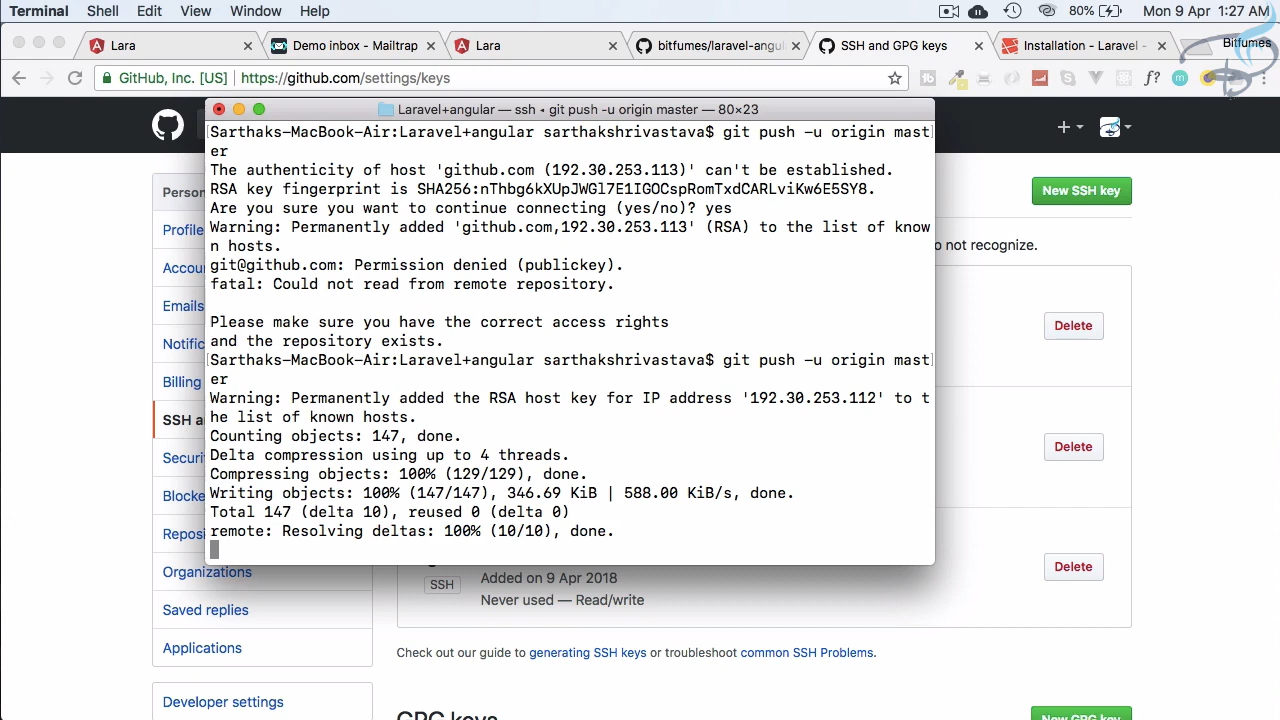 Terminal Shell Edit View Window Help 80% Mon 9 Apr 1:27 AM
Lara Demo inbox - Mailtrap Lara bitfumes/laravel-angul SSH and GPG keys Installation - Laravel - Bitfumes
GitHub, Inc. [US] https://github.com/settings/keys f?
Laravel+angular — ssh ‹ git push -u origin master — 80×23
[Sarthaks-MacBook-Air:Laravel+angular sarthakshrivastava$ git push -u origin mast]
er
The authenticity of host 'github.com (192.30.253.113)' can't be established.
RSA key fingerprint is SHA256:nThbg6kXUpJWGl7E1IGOCspRomTxdCARLviKw6E5SY8.
Are you sure you want to continue connecting (yes/no)? yes
Warning: Permanently added 'github.com,192.30.253.113' (RSA) to the list of know
n hosts.
git@github.com: Permission denied (publickey).
fatal: Could not read from remote repository.
Please make sure you have the correct access rights
and the repository exists.
[Sarthaks-MacBook-Air:Laravel+angular sarthakshrivastava$ git push -u origin mast]
er
Warning: Permanently added the RSA host key for IP address '192.30.253.112' to t
he list of known hosts.
Counting objects: 147, done.
Delta compression using up to 4 threads.
Compressing objects: 100% (129/129), done.
Writing objects: 100% (147/147), 346.69 KiB | 588.00 KiB/s, done.
Total 147 (delta 10), reused 0 (delta 0)
remote: Resolving deltas: 100% (10/10), done.
Person
Profile
Accou
Emails
Notific
Billing
SSH a
Securi
Blocke
Reposi
Organizations
Saved replies
Applications
Developer settings
New SSH key
o not recognize.
Delete
Delete
Delete
SSH
Added on 9 Apr 2018
Never used — Read/write
Check out our guide to generating SSH keys or troubleshoot common SSH Problems.
GPG keys
New GPG key